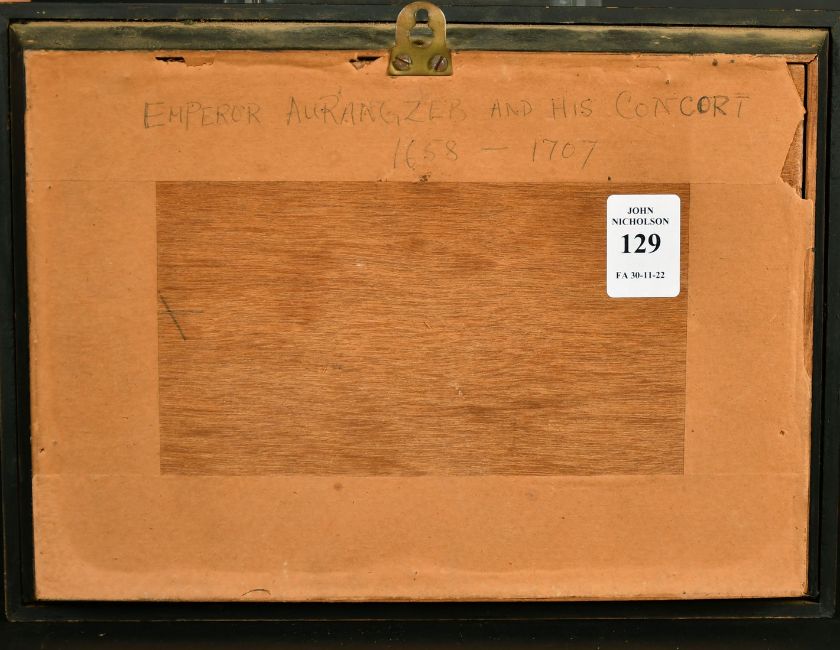 EMPEROR AURANGZEB AND HIS CONCORT
1658 — 1707
JOHN
NICHOLSON
129
FA 30-11-22